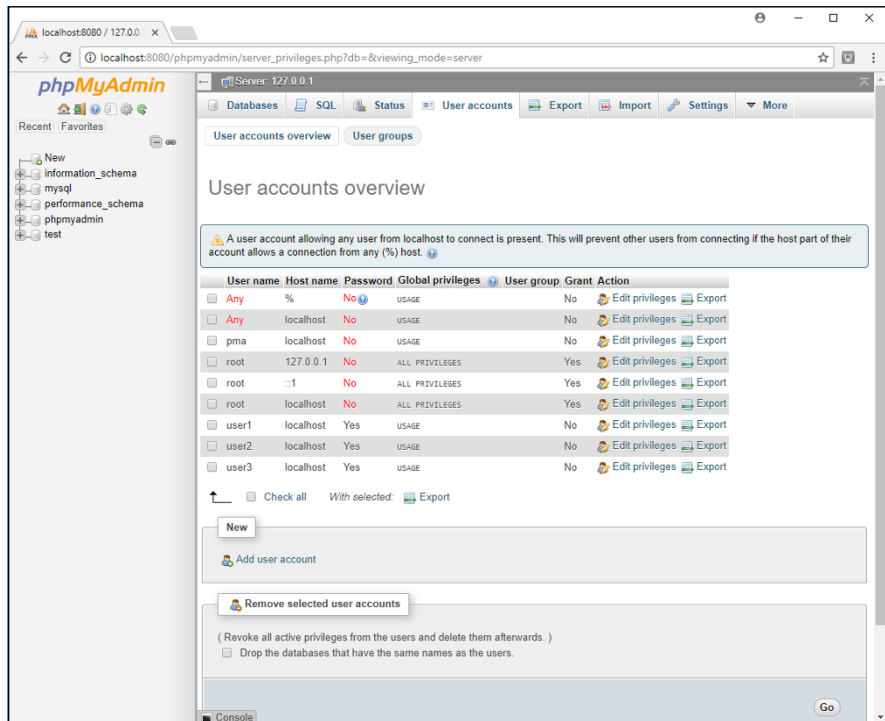 localhost:8080 / 127.0.0.1
localhost:8080/phpmyadmin/server_privileges.php?db=&viewing_mode=server
phpMyAdmin
Recent Favorites
New
information_schema
mysql
performance_schema
phpmyadmin
test
Server: 127.0.0.1
Databases SQL Status User accounts Export Import Settings More
User accounts overview User groups
User accounts overview
A user account allowing any user from localhost to connect is present. This will prevent other users from connecting if the host part of their
account allows a connection from any (%) host.
User name Host name Password Global privileges User group Grant Action
Any % No USAGE No Edit privileges Export
Any localhost No USAGE No Edit privileges Export
pma localhost No USAGE No Edit privileges Export
root 127.0.0.1 No ALL PRIVILEGES Yes Edit privileges Export
root ::1 No ALL PRIVILEGES Yes Edit privileges Export
root localhost No ALL PRIVILEGES Yes Edit privileges Export
user1 localhost Yes USAGE No Edit privileges Export
user2 localhost Yes USAGE No Edit privileges Export
user3 localhost Yes USAGE No Edit privileges Export
Check all With selected: Export
New
Add user account
Remove selected user accounts
( Revoke all active privileges from the users and delete them afterwards. )
Drop the databases that have the same names as the users.
Go
Console